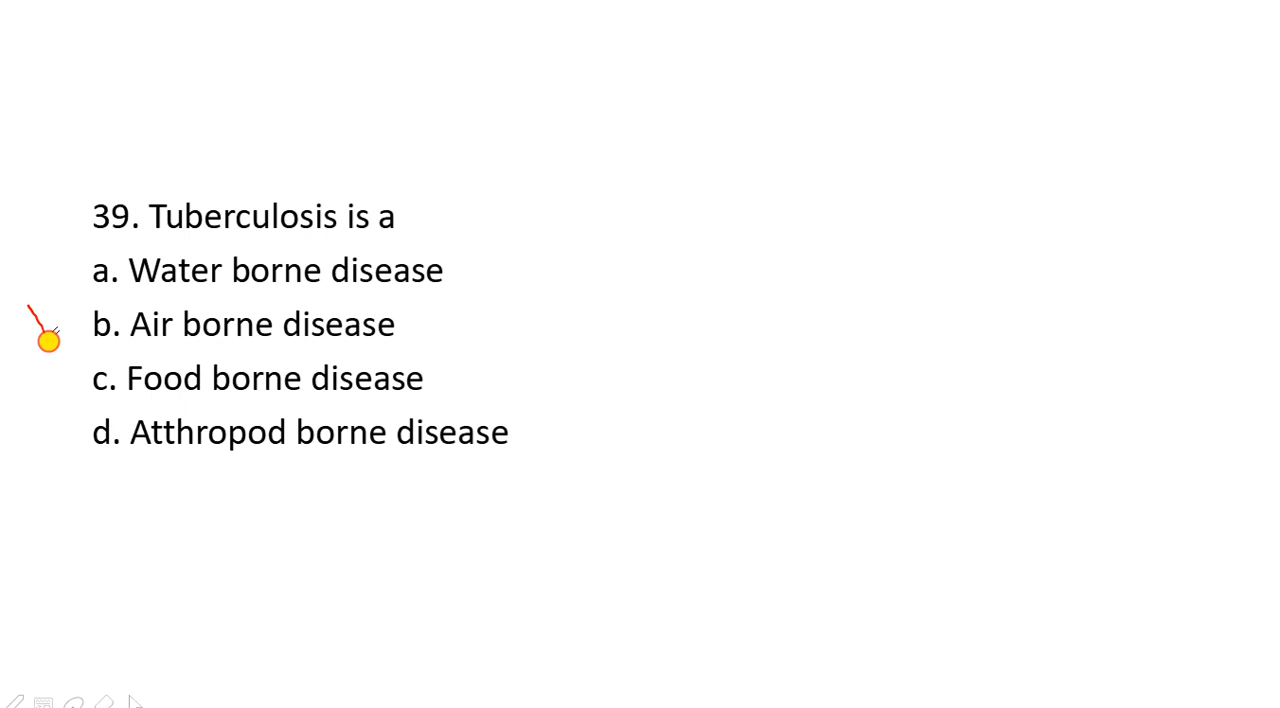 39. Tuberculosis is a
a. Water borne disease
b. Air borne disease
c. Food borne disease
d. Atthropod borne disease